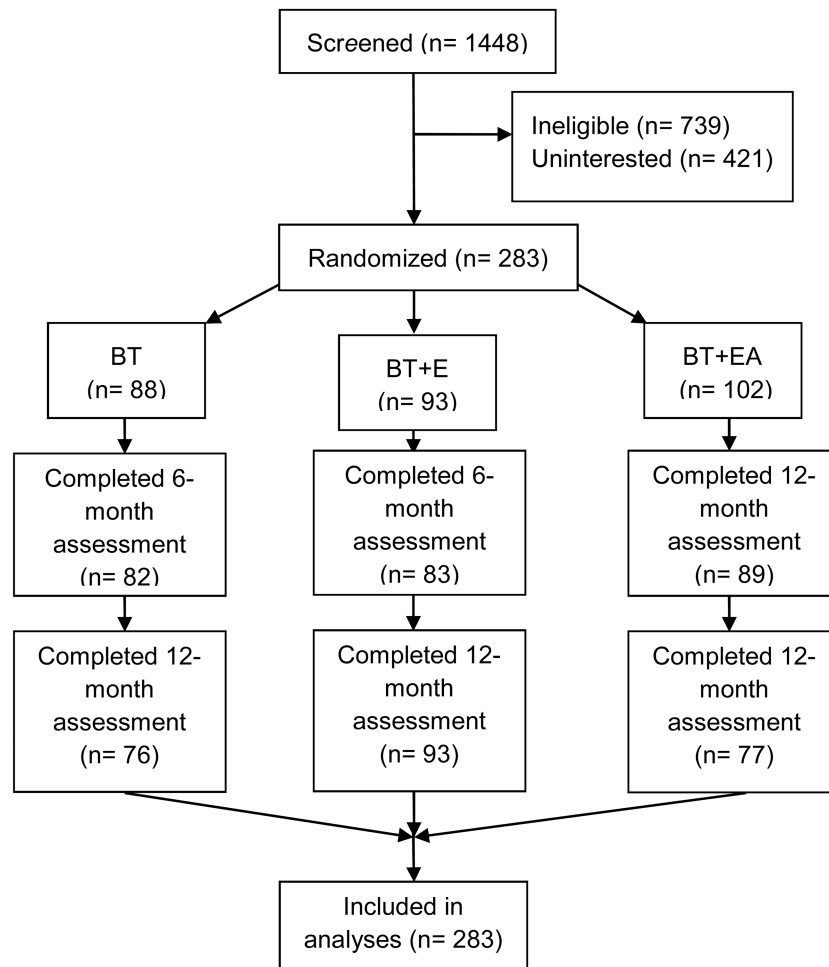 Screened (n= 1448)
Ineligible (n= 739)
Uninterested (n= 421)
Randomized (n= 283)
BT
(n= 88)
BT+E
(n= 93)
BT+EA
(n= 102)
Completed 6-
month
assessment
(n= 82)
Completed 6-
month
assessment
(n= 83)
Completed 12-
month
assessment
(n= 89)
Completed 12-
month
assessment
(n= 76)
Completed 12-
month
assessment
(n= 93)
Completed 12-
month
assessment
(n= 77)
Included in
analyses (n= 283)